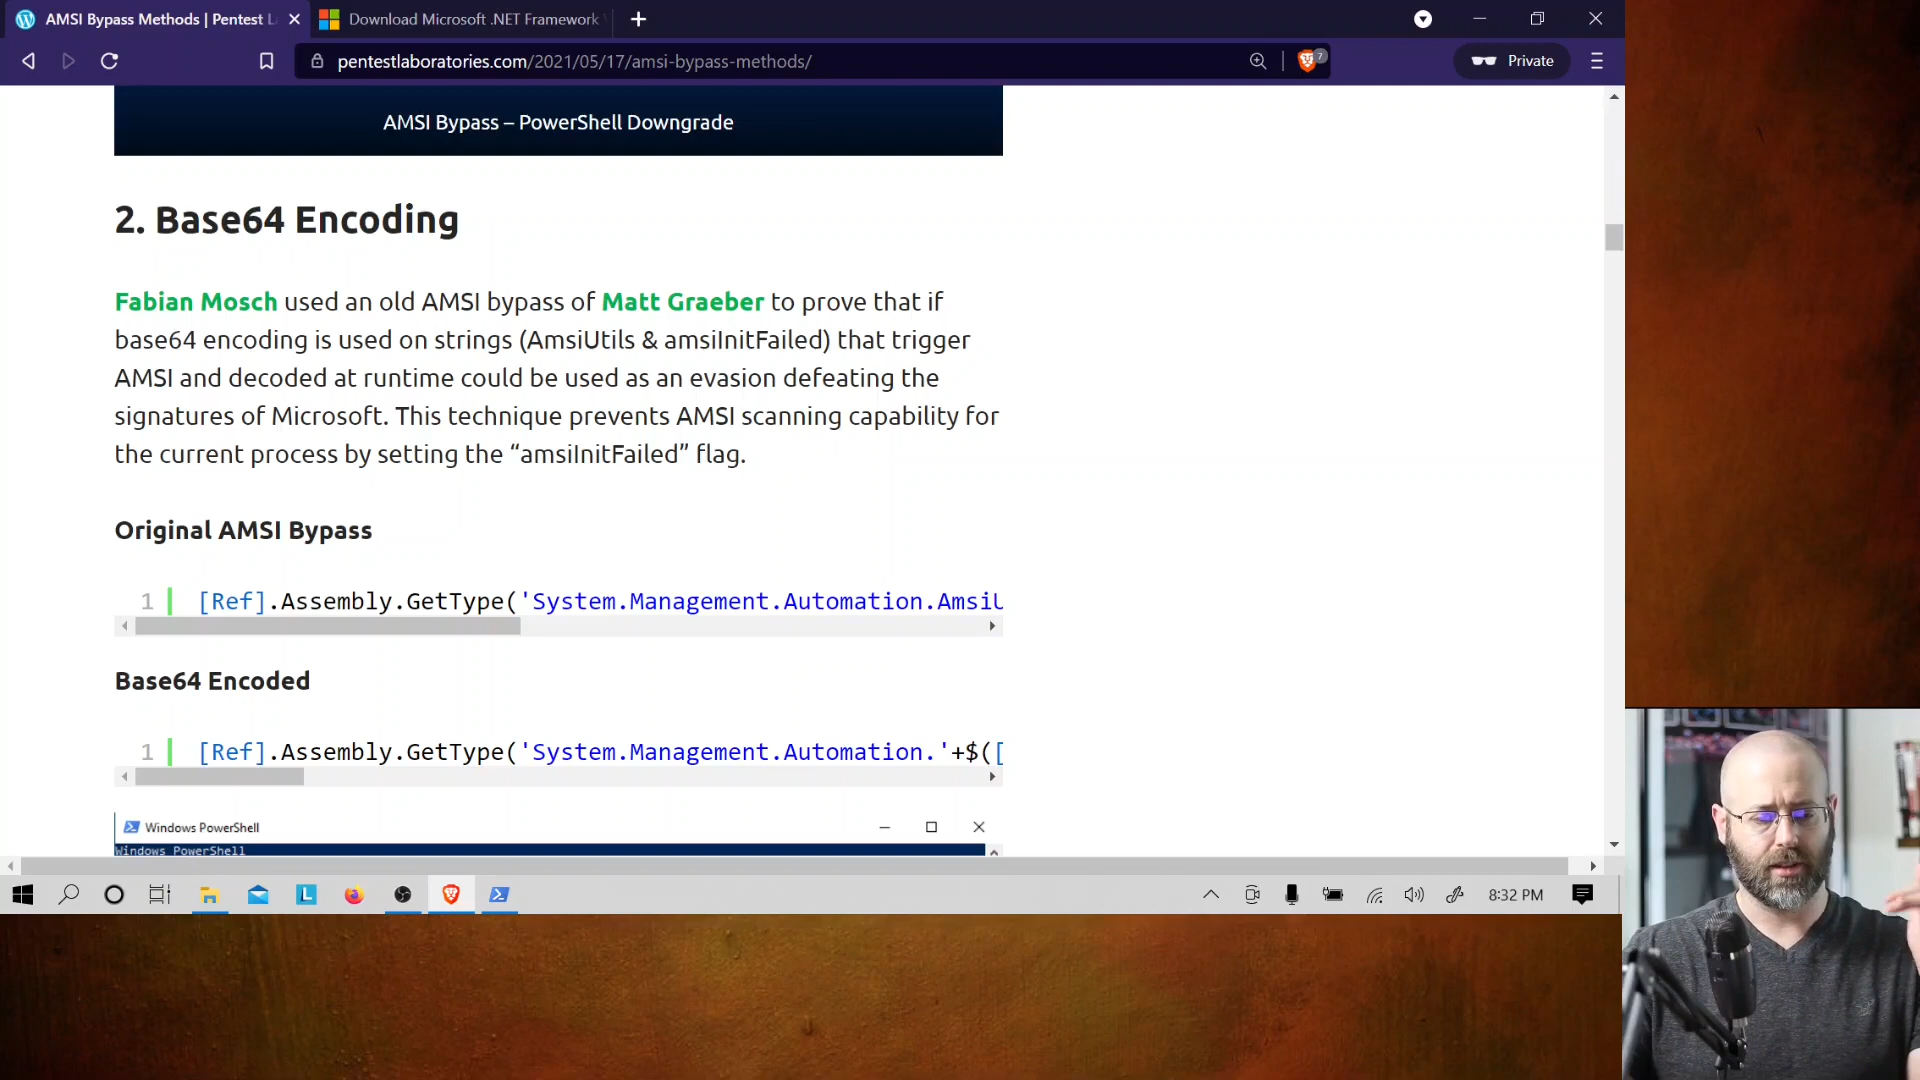 AMSI Bypass Methods | Pentest L
Download Microsoft .NET Framework
pentestlaboratories.com/2021/05/17/amsi-bypass-methods/
7
Private
AMSI Bypass – PowerShell Downgrade
2. Base64 Encoding
Fabian Mosch used an old AMSI bypass of Matt Graeber to prove that if
base64 encoding is used on strings (AmsiUtils & amsiInitFailed) that trigger
AMSI and decoded at runtime could be used as an evasion defeating the
signatures of Microsoft. This technique prevents AMSI scanning capability for
the current process by setting the “amsiInitFailed” flag.
Original AMSI Bypass
1 [Ref].Assembly.GetType('System.Management.Automation.AmsiU
Base64 Encoded
1 [Ref].Assembly.GetType('System.Management.Automation.'+$([
Windows PowerShell
Windows PowerShell
L
8:32 PM